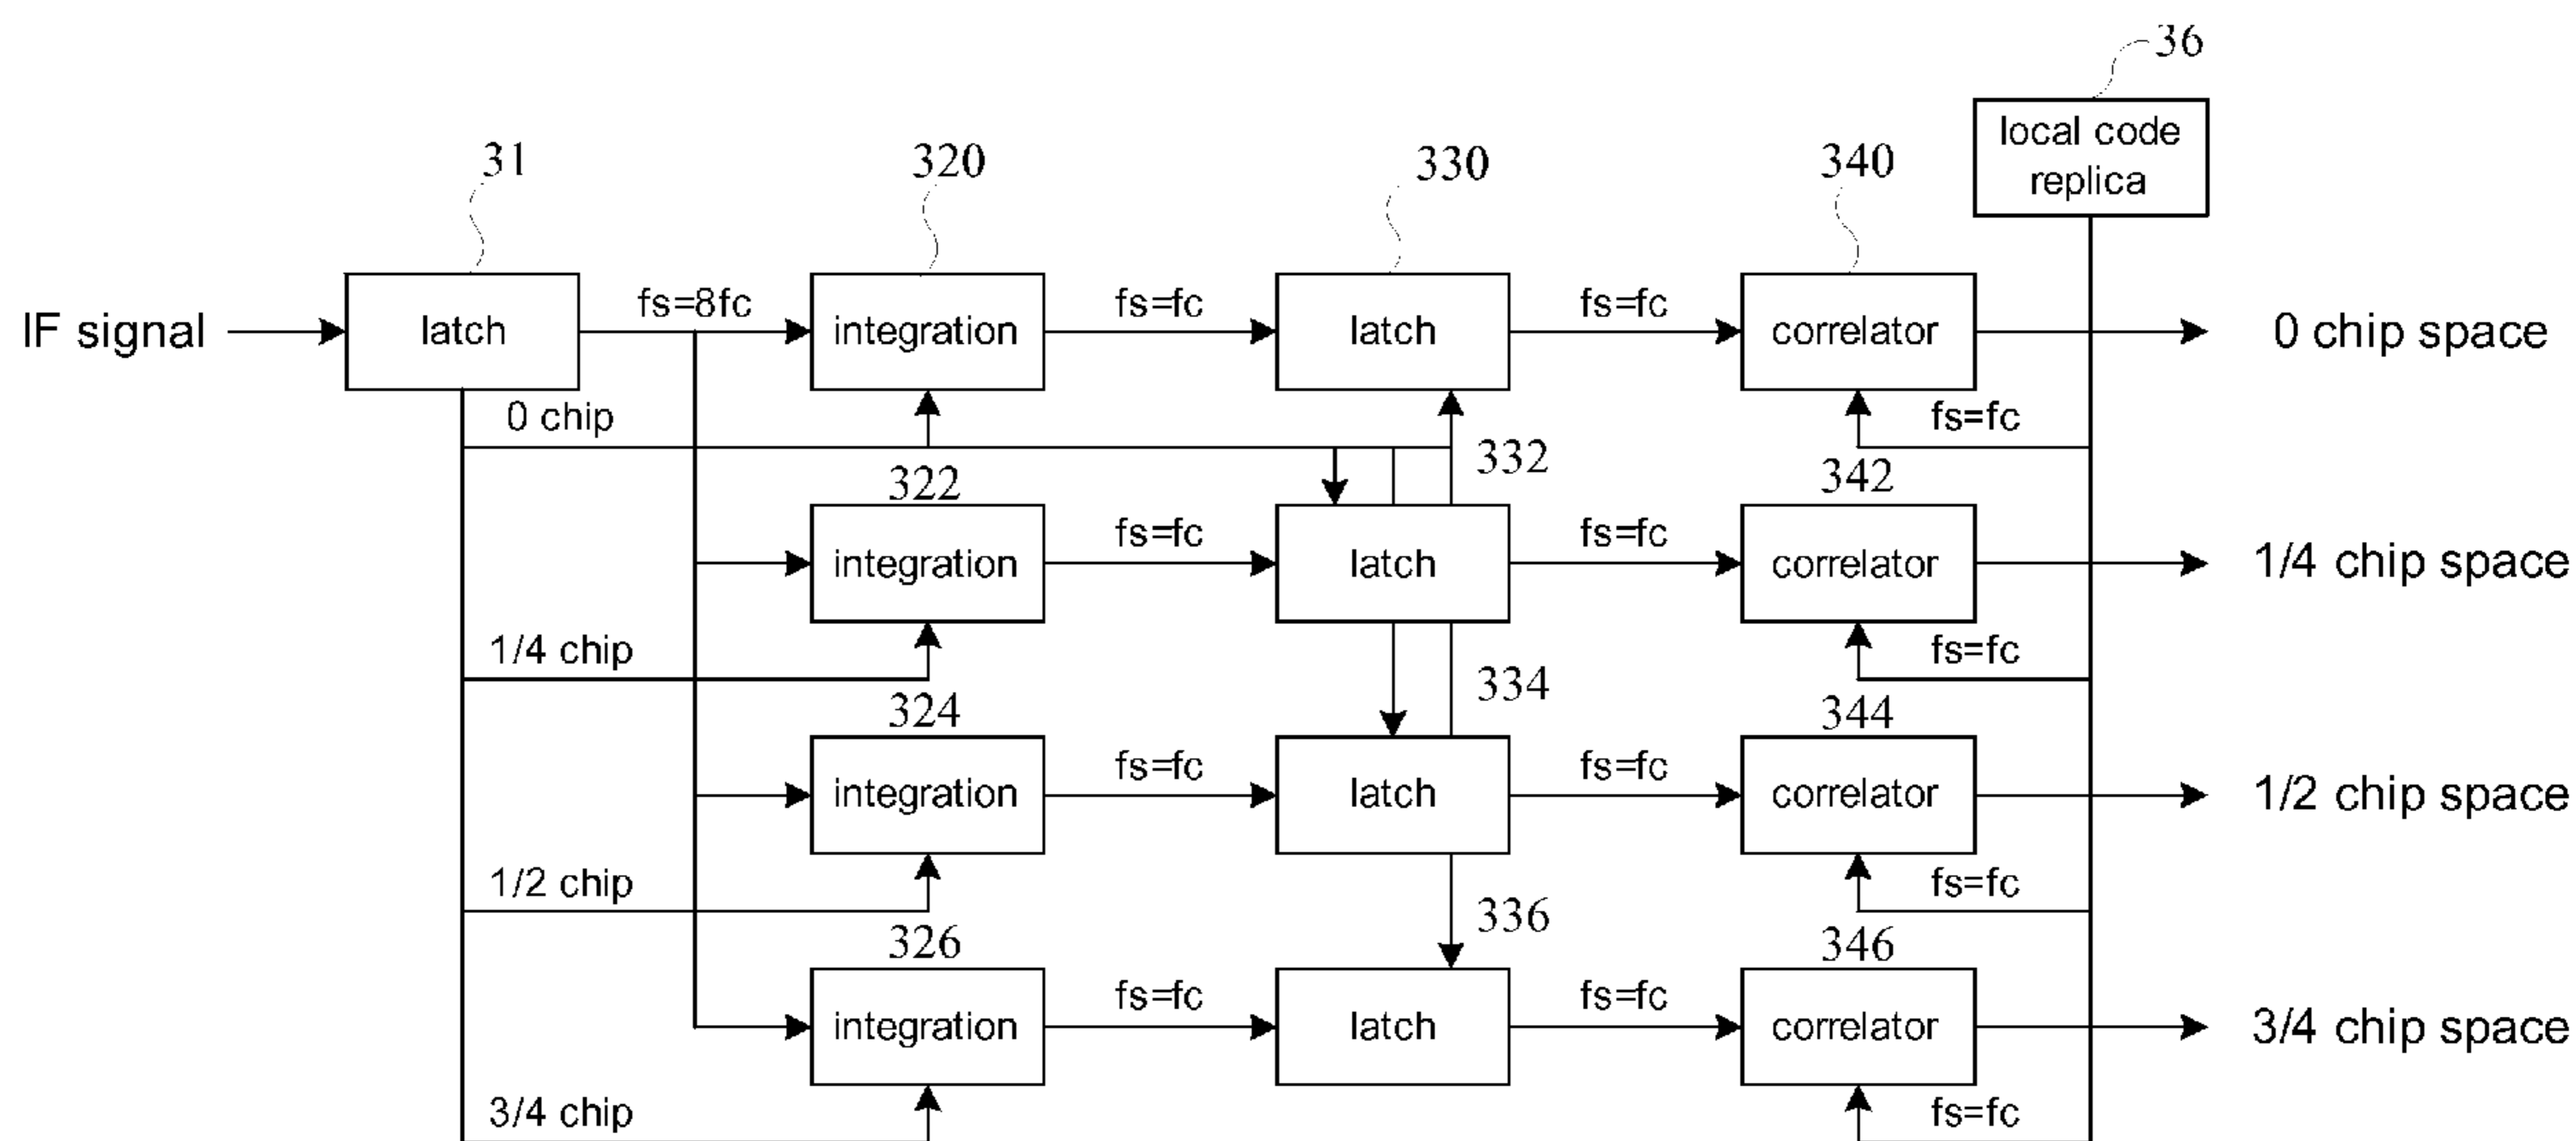 36
local code
replica
31
320
330
340
IF signal
latch
fs=8fc
integration
fs=fc
latch
fs=fc
correlator
0 chip space
0 chip
fs=fc
322
332
342
integration
fs=fc
latch
fs=fc
correlator
1/4 chip space
1/4 chip
fs=fc
324
334
344
integration
fs=fc
latch
fs=fc
correlator
1/2 chip space
1/2 chip
fs=fc
326
336
346
integration
fs=fc
latch
fs=fc
correlator
3/4 chip space
3/4 chip
fs=fc